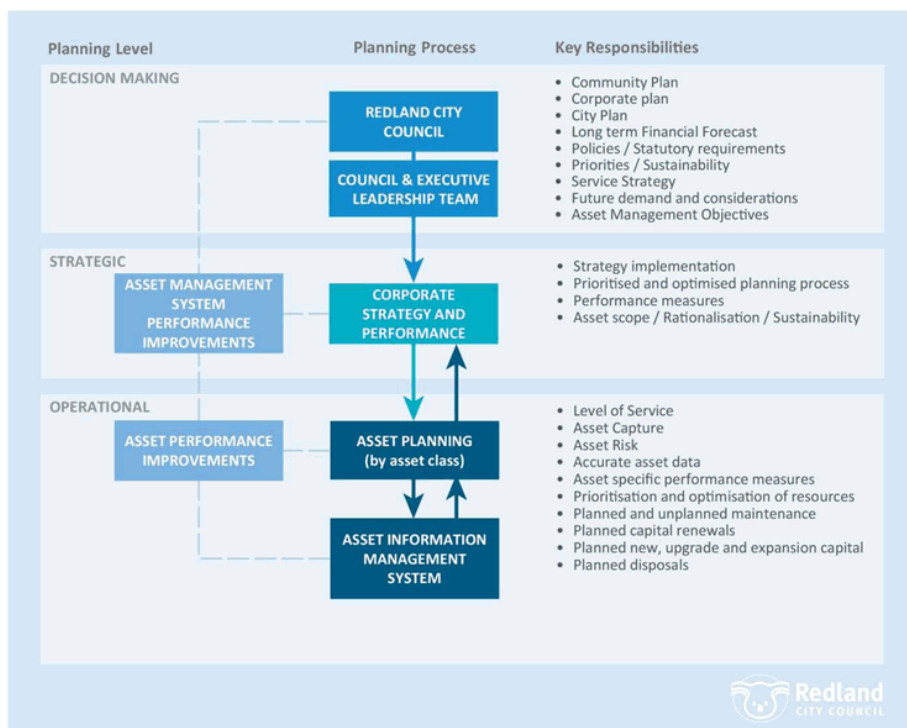 Planning Level
Planning Process
Key Responsibilities
DECISION MAKING
REDLAND CITY
COUNCIL
COUNCIL & EXECUTIVE
LEADERSHIP TEAM
• Community Plan
• Corporate plan
• City Plan
• Long term Financial Forecast
• Policies / Statutory requirements
• Priorities / Sustainability
• Service Strategy
• Future demand and considerations
• Asset Management Objectives
STRATEGIC
ASSET MANAGEMENT
SYSTEM
PERFORMANCE
IMPROVEMENTS
CORPORATE
STRATEGY AND
PERFORMANCE
• Strategy implementation
• Prioritised and optimised planning process
• Performance measures
• Asset scope / Rationalisation / Sustainability
OPERATIONAL
ASSET PERFORMANCE
IMPROVEMENTS
ASSET PLANNING
(by asset class)
ASSET INFORMATION
MANAGEMENT
SYSTEM
• Level of Service
• Asset Capture
• Asset Risk
• Accurate asset data
• Asset specific performance measures
• Prioritisation and optimisation of resources
• Planned and unplanned maintenance
• Planned capital renewals
• Planned new, upgrade and expansion capital
• Planned disposals
Redland
CITY COUNCIL